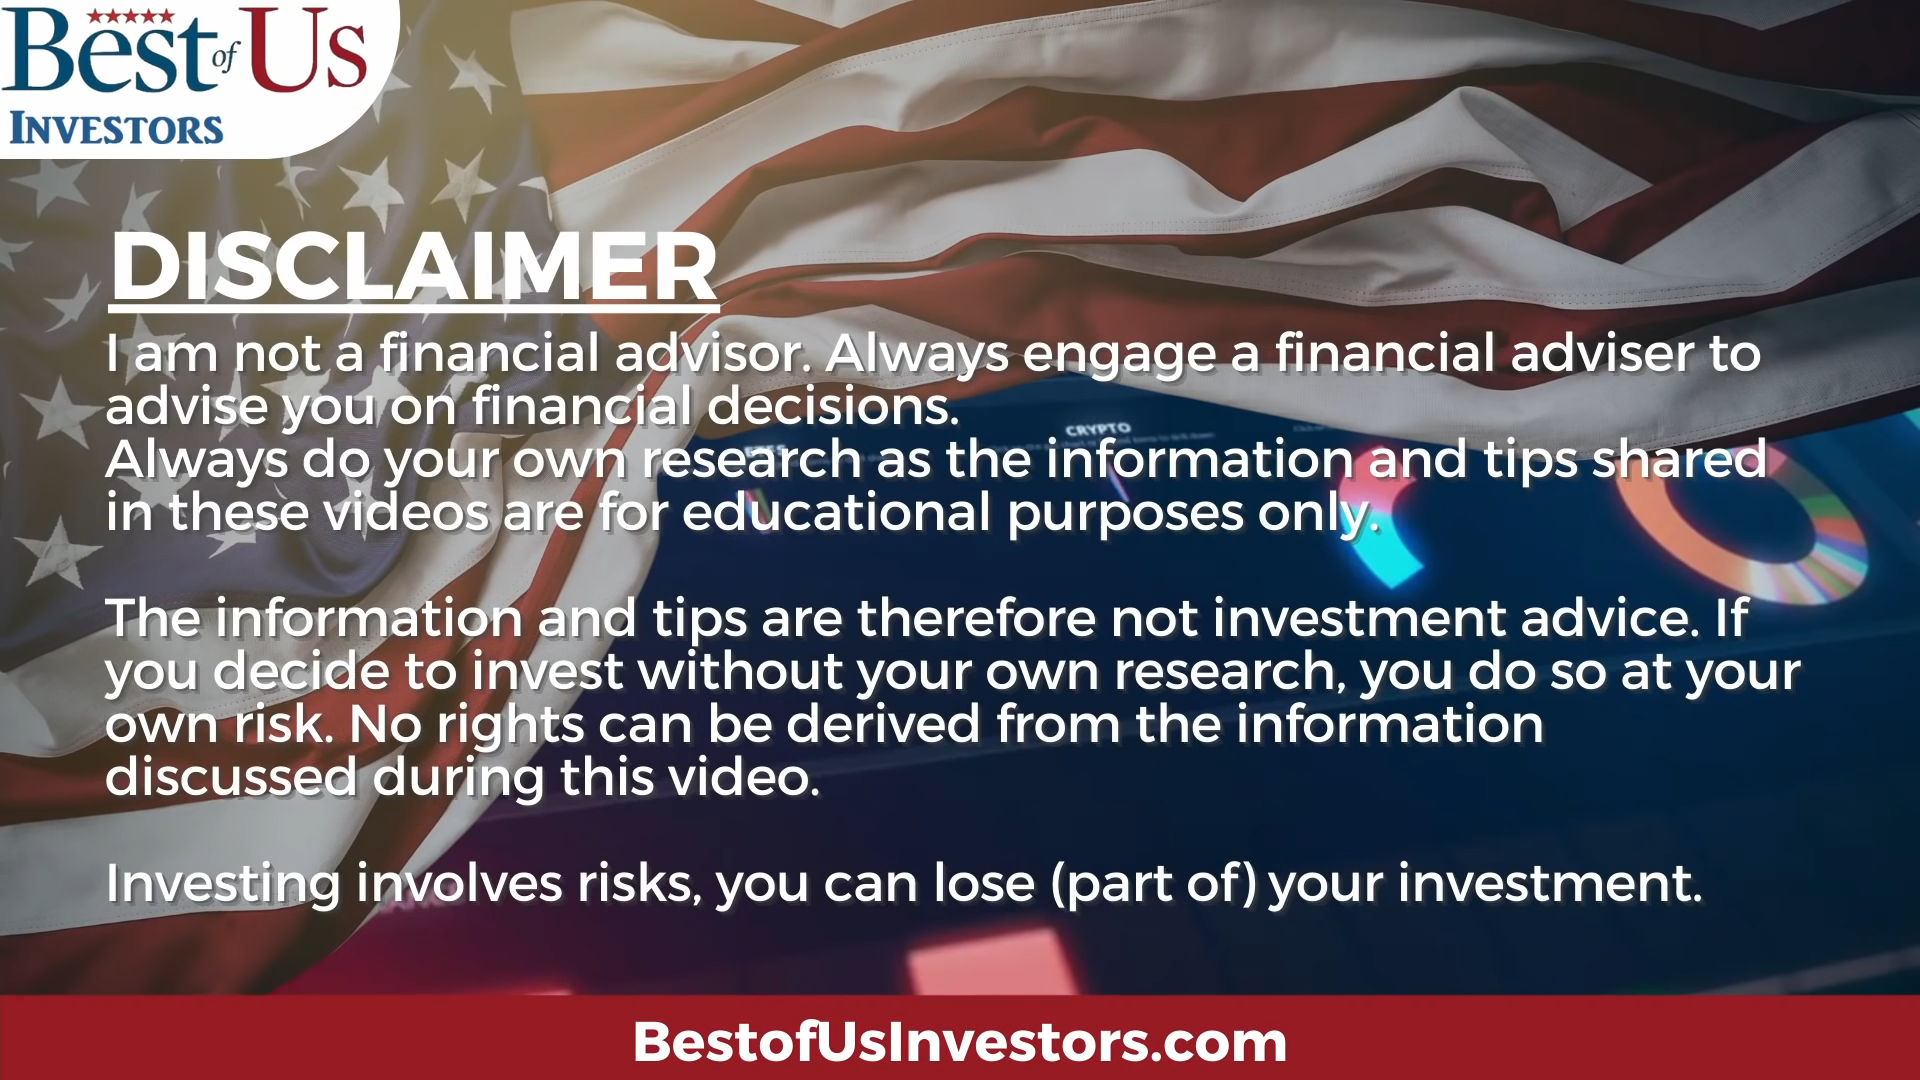 Best of Us
INVESTORS
DISCLAIMER
I am not a financial advisor. Always engage a financial adviser to
advise you on financial decisions.
CRYPTO
Always do your own research as the information and tips shared
in these videos are for educational purposes only.
The information and tips are therefore not investment advice. If
you decide to invest without your own research, you do so at your
own risk. No rights can be derived from the information
discussed during this video.
Investing involves risks, you can lose (part of) your investment.
BestofUsInvestors.com